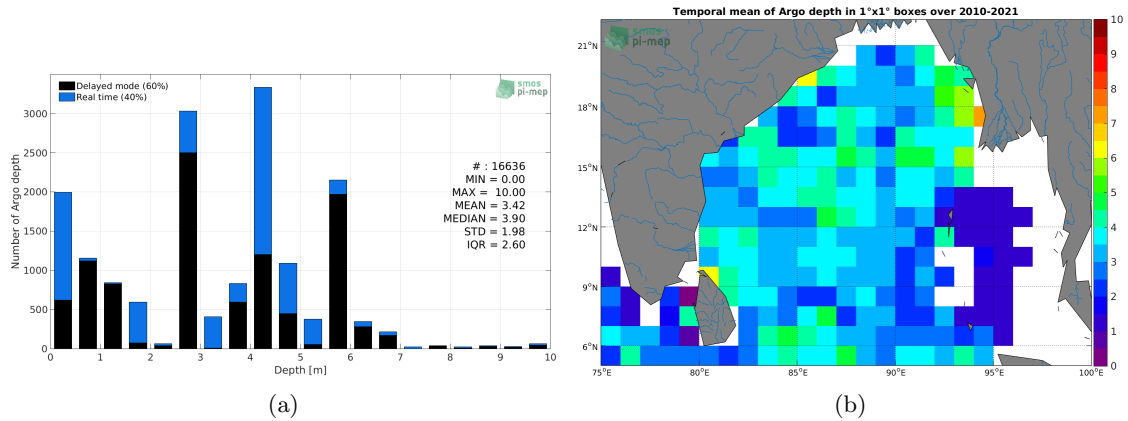 smos
pi-mep
Delayed mode (60%)
Real time (40%)
# : 16636
MIN = 0.00
MAX = 10.00
MEAN = 3.42
MEDIAN = 3.90
STD = 1.98
IQR = 2.60
Number of Argo depth
3000
2500
2000
1500
1000
500
0
0 1 2 3 4 5 6 7 8 9 10
Depth [m]
(a)
Temporal mean of Argo depth in 1°x1° boxes over 2010-2021
smos
pi-mep
21°N
18°N
15°N
12°N
9°N
6°N
75°E 80°E 85°E 90°E 95°E 100°E
10
9
8
7
6
5
4
3
2
1
0
(b)